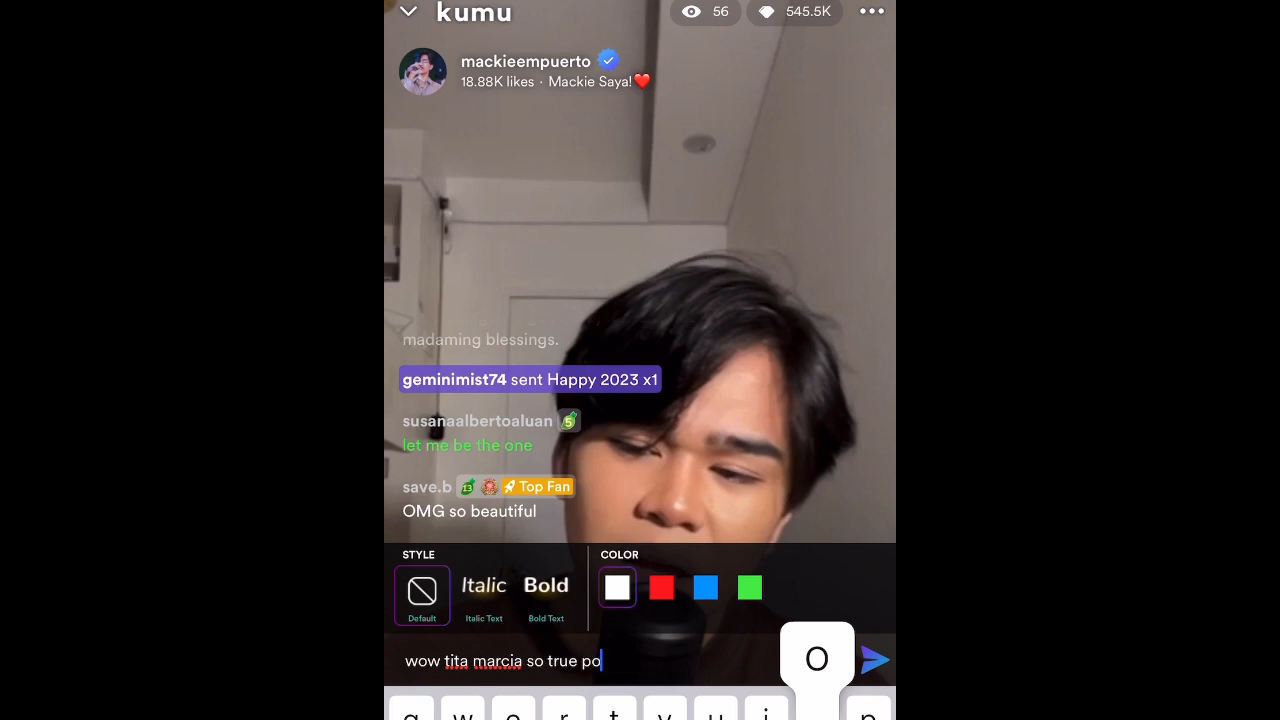 kumu
56
545.5K
mackieempuerto
18.88K likes · Mackie Saya!❤️
madaming blessings.
geminimist74 sent Happy 2023 x1
susanaalbertoaluan 5
let me be the one
save.b 13 Top Fan
OMG so beautiful
STYLE
COLOR
Italic
Bold
Default
Italic Text
Bold Text
wow tita marcia so true po
O
q w e r t y u i p